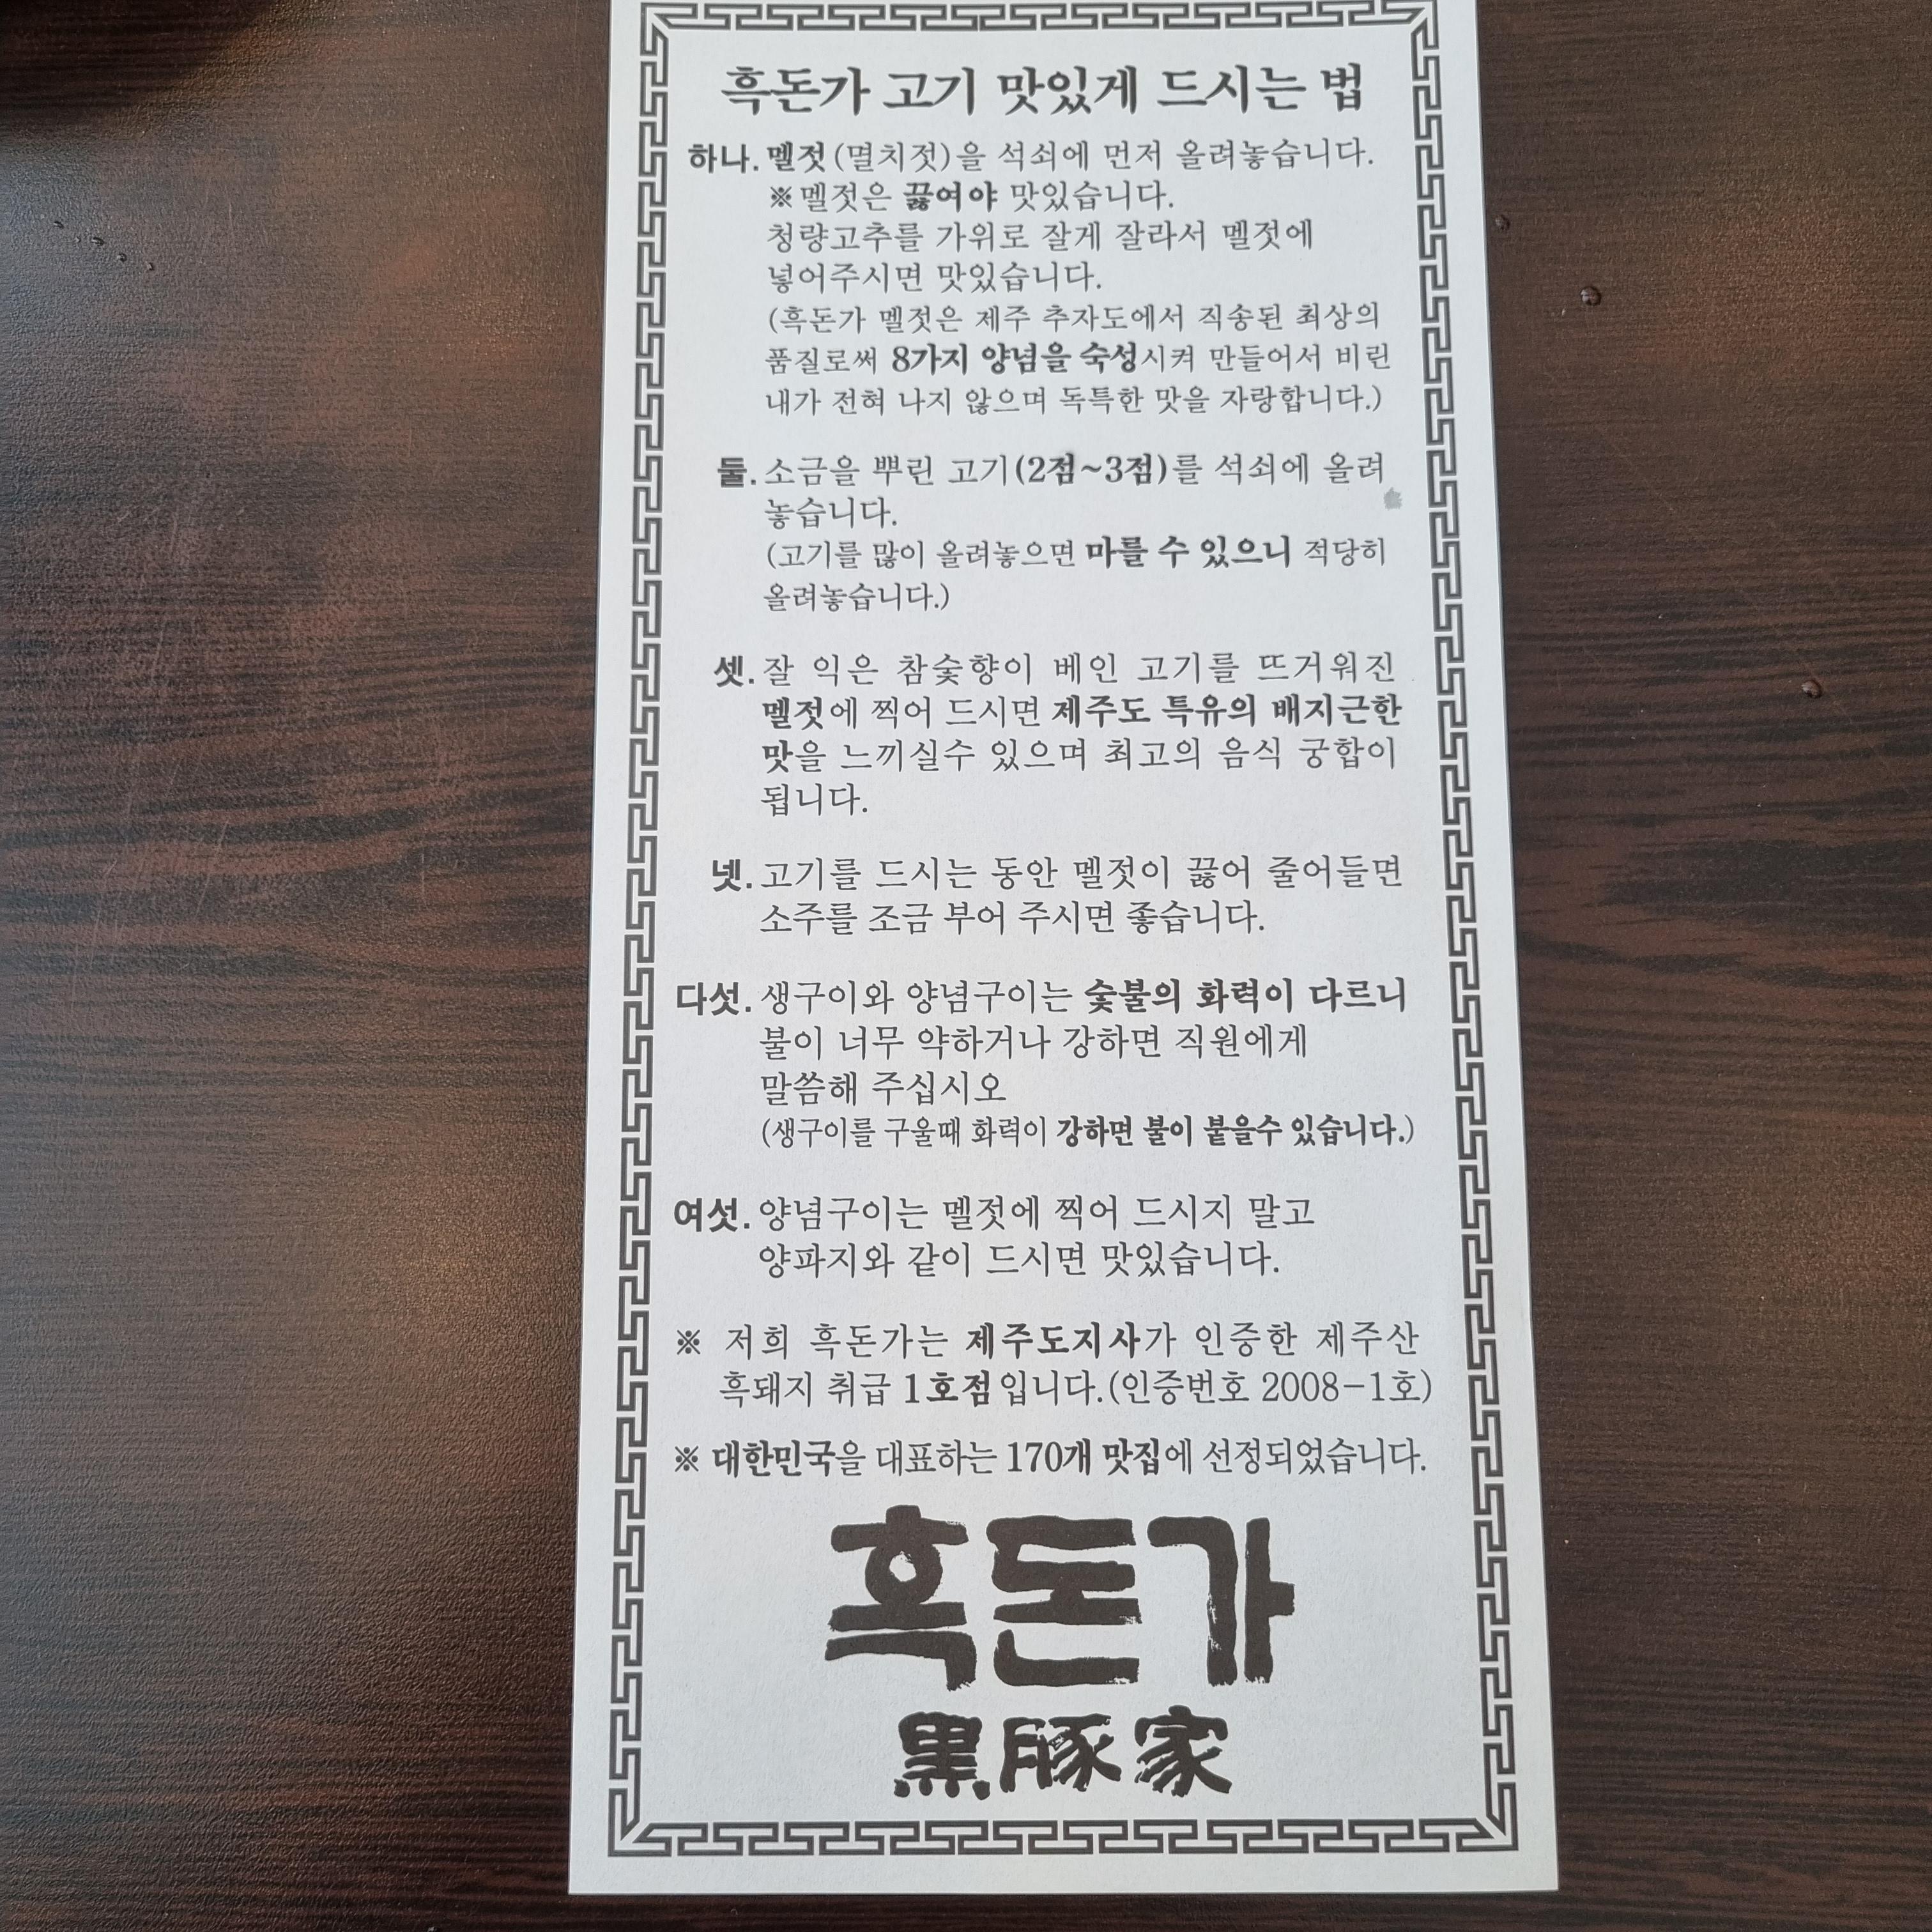 흑돈가 고기 맛있게 드시는 법
하나. 멜젓(멸치젓)을 석쇠에 먼저 올려놓습니다.
※멜젓은 끓여야 맛있습니다.
청량고추를 가위로 잘게 잘라서 멜젓에
넣어주시면 맛있습니다.
(흑돈가 멜젓은 제주 추자도에서 직송된 최상의
품질로써 8가지 양념을 숙성시켜 만들어서 비린
내가 전혀 나지 않으며 독특한 맛을 자랑합니다.)
둘. 소금을 뿌린 고기(2점~3점)를 석쇠에 올려
놓습니다.
(고기를 많이 올려놓으면 마를 수 있으니 적당히
올려놓습니다.)
셋. 잘 익은 참숯향이 베인 고기를 뜨거워진
멜젓에 찍어 드시면 제주도 특유의 배지근한
맛을 느끼실수 있으며 최고의 음식 궁합이
됩니다.
넷. 고기를 드시는 동안 멜젓이 끓어 줄어들면
소주를 조금 부어 주시면 좋습니다.
다섯. 생구이와 양념구이는 숯불의 화력이 다르니
불이 너무 약하거나 강하면 직원에게
말씀해 주십시오
(생구이를 구울때 화력이 강하면 불이 붙을수 있습니다.)
여섯. 양념구이는 멜젓에 찍어 드시지 말고
양파지와 같이 드시면 맛있습니다.
※ 저희 흑돈가는 제주도지사가 인증한 제주산
흑돼지 취급 1호점입니다.(인증번호 2008-1호)
※ 대한민국을 대표하는 170개 맛집에 선정되었습니다.
흑돈가
黒豚家